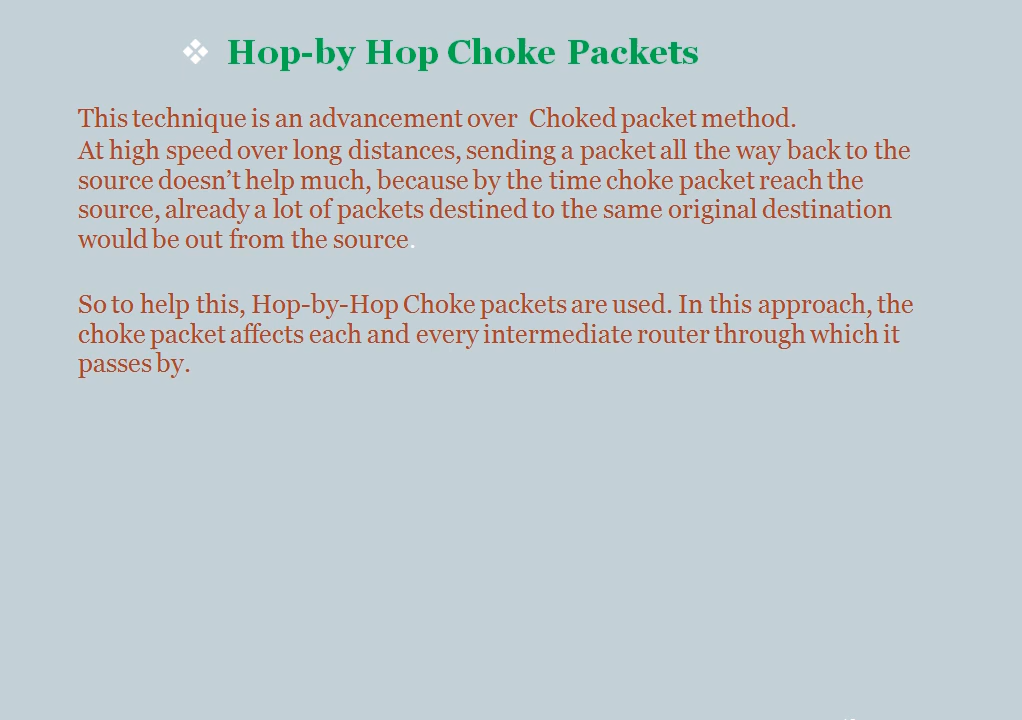 ❖ Hop-by Hop Choke Packets
This technique is an advancement over Choked packet method.
At high speed over long distances, sending a packet all the way back to the
source doesn’t help much, because by the time choke packet reach the
source, already a lot of packets destined to the same original destination
would be out from the source.
So to help this, Hop-by-Hop Choke packets are used. In this approach, the
choke packet affects each and every intermediate router through which it
passes by.